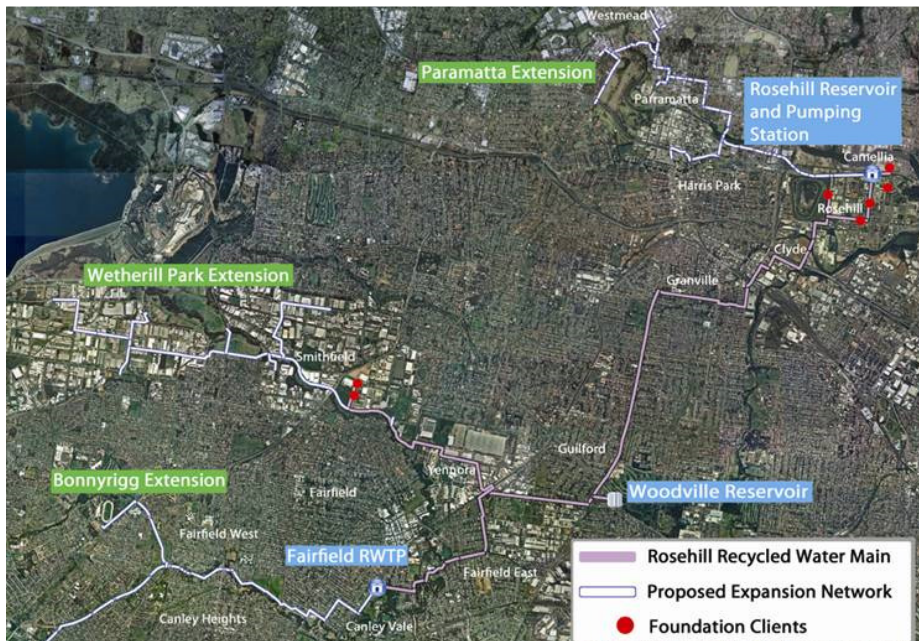 Westmead
Paramatta Extension
Parramatta
Rosehill Reservoir
and Pumping
Station
Camellia
Harris Park
Rosehill
Clyde
Wetherill Park Extension
Granville
Smithfield
Guilford
Yennora
Bonnyrigg Extension
Fairfield
Woodville Reservoir
Fairfield West
Fairfield RWTP
Fairfield East
Canley Heights
Canley Vale
Rosehill Recycled Water Main
Proposed Expansion Network
Foundation Clients